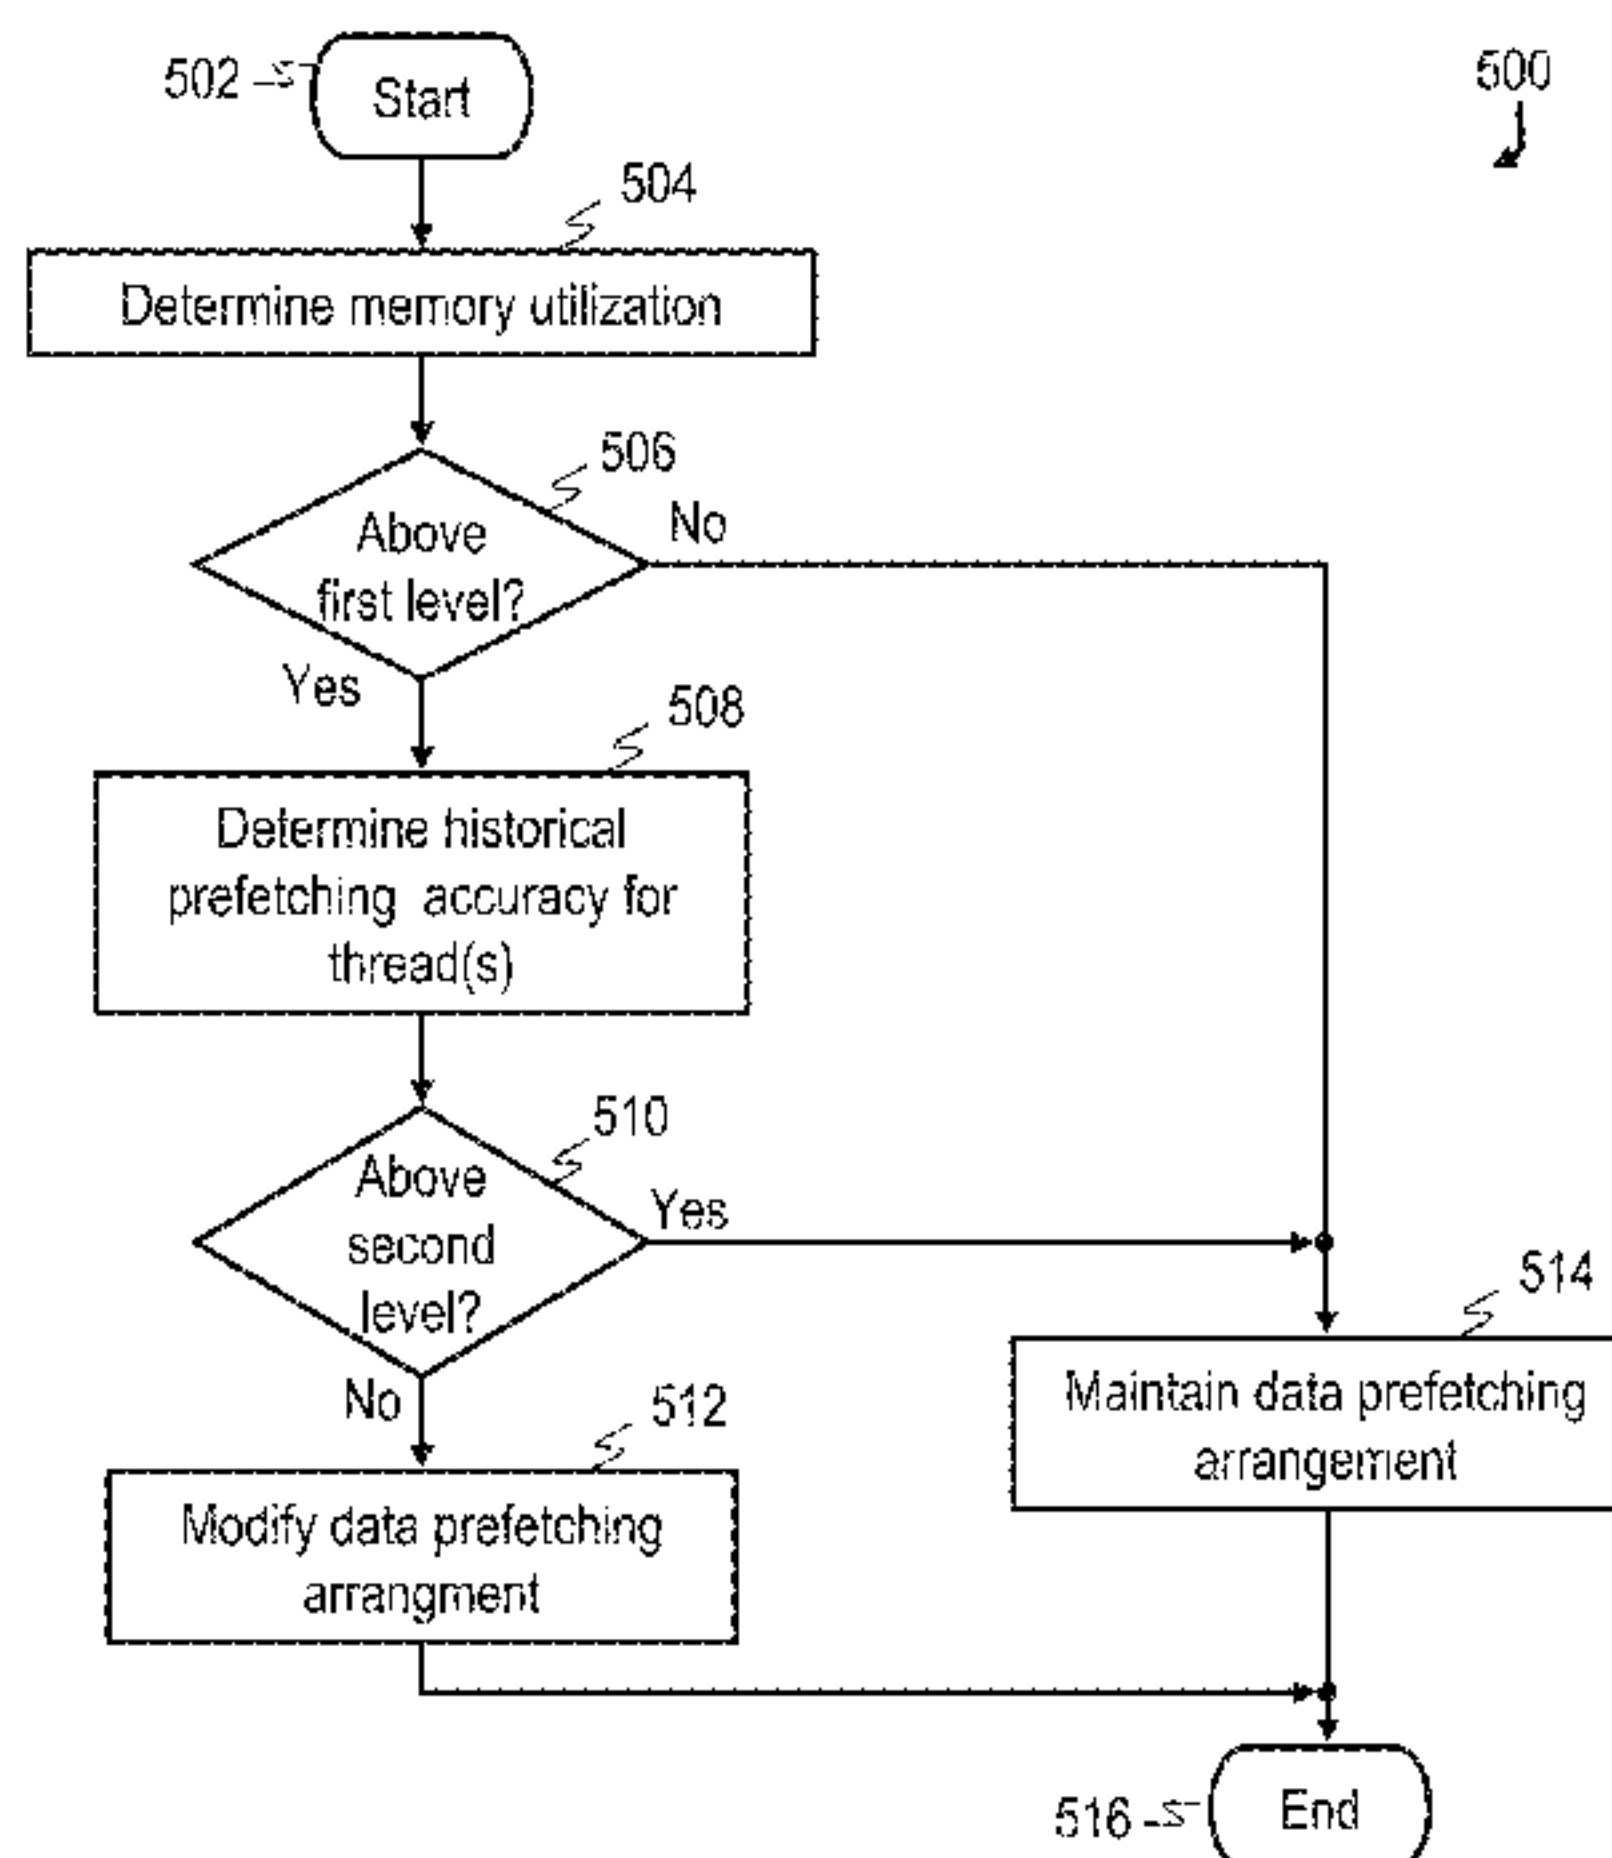 502
Start
500
504
Determine memory utilization
506
Above
first level?
No
Yes
508
Determine historical
prefetching accuracy for
thread(s)
510
Above
second
level?
Yes
No
514
Maintain data prefetching
arrangement
512
Modify data prefetching
arrangment
516
End